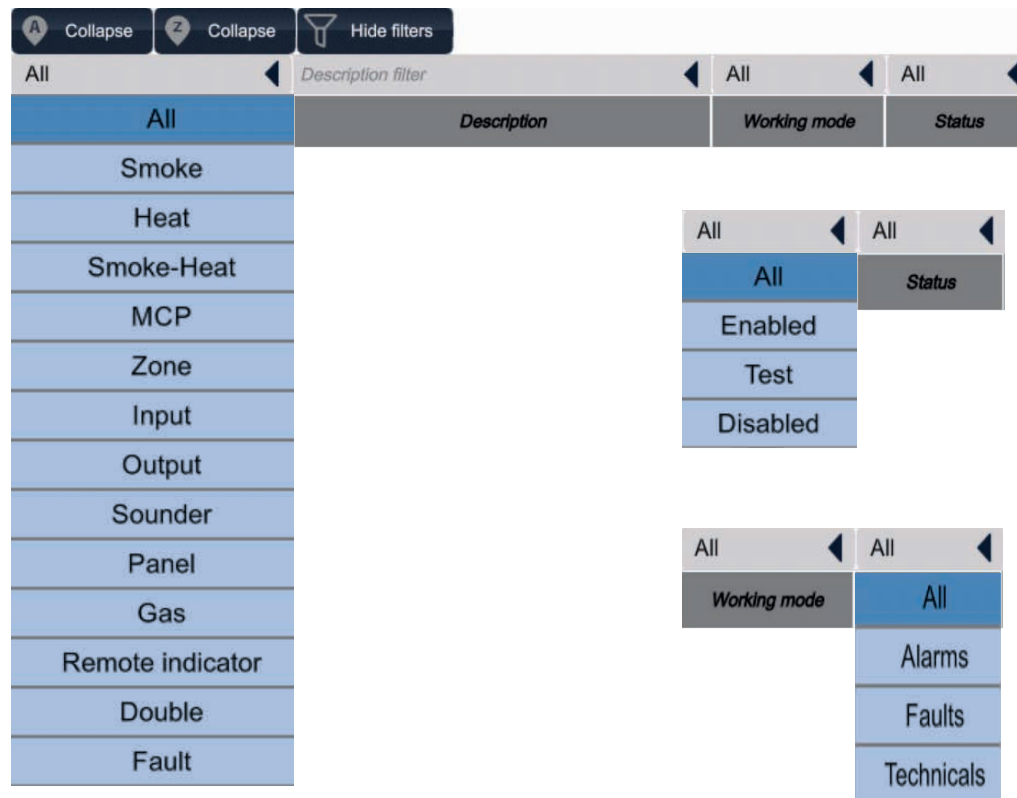 A Collapse Z Collapse Hide filters
All Description filter All All
Description Working mode Status
All
Smoke
Heat
Smoke-Heat
MCP
Zone
Input
Output
Sounder
Panel
Gas
Remote indicator
Double
Fault
All All
All Status
Enabled
Test
Disabled
All All
Working mode All
Alarms
Faults
Technicals